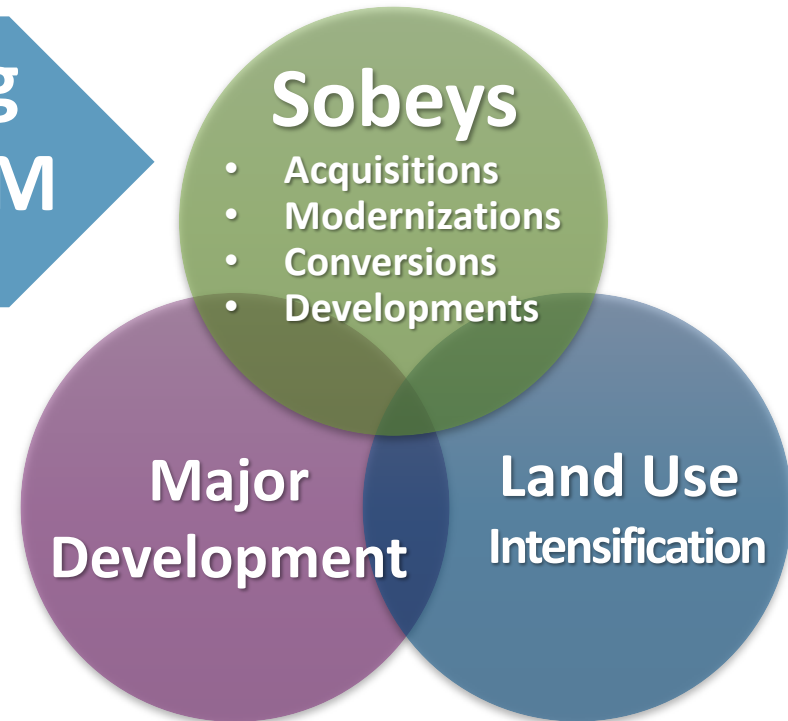 Sobeys
• Acquisitions
• Modernizations
• Conversions
• Developments
Major
Development
Land Use
Intensification